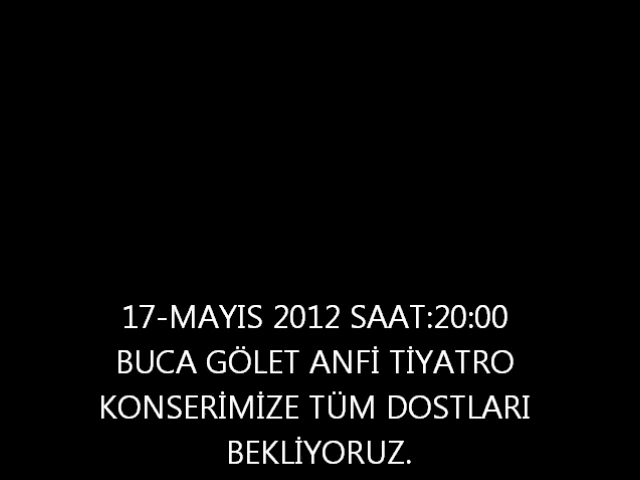 17-MAYIS 2012 SAAT:20:00
BUCA GÖLET ANFİ TİYATRO
KONSERİMİZE TÜM DOSTLARI
BEKLİYORUZ.